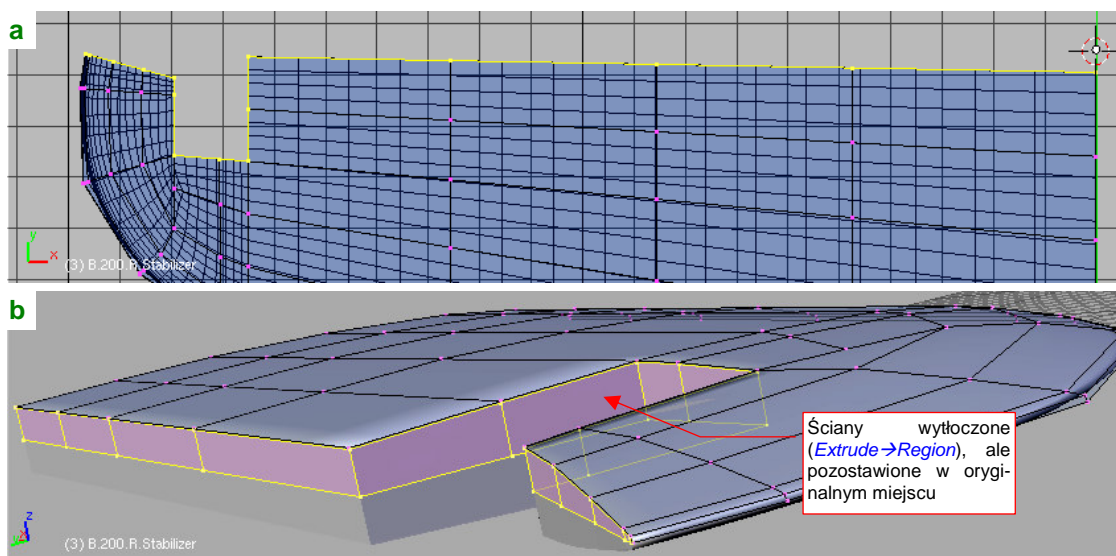 a
y
x
(3) B.200.R.Stabilizer
b
Ściany wytłoczone
(Extrude→Region), ale
pozostawione w orygi-
nalnym miejscu
z
(3) B.200.R.Stabilizer